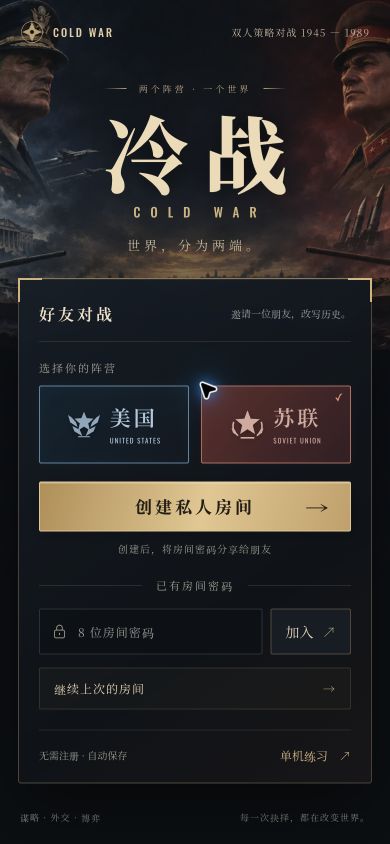 COLD WAR
双人策略对战 1945 — 1989
两个阵营 · 一个世界
冷战
COLD WAR
世界，分为两端。
好友对战
邀请一位朋友，改写历史。
选择你的阵营
美国
UNITED STATES
苏联
SOVIET UNION
创建私人房间 →
创建后，将房间密码分享给朋友
已有房间密码
8 位房间密码
加入 ↗
继续上次的房间 →
无需注册 · 自动保存
单机练习 ↗
谋略 · 外交 · 博弈
每一次抉择，都在改变世界。